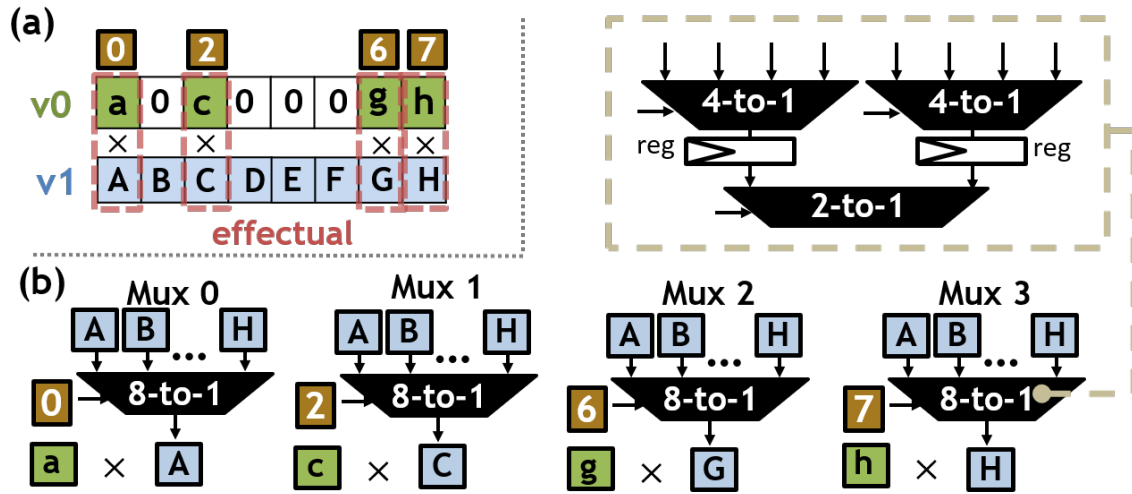 (a)
0 2 6 7
v0 a 0 c 0 0 0 g h
× × × ×
v1 A B C D E F G H
effectual
4-to-1 4-to-1
reg reg
2-to-1
(b)
Mux 0 Mux 1 Mux 2 Mux 3
A B ... H A B ... H A B ... H A B ... H
0 8-to-1 2 8-to-1 6 8-to-1 7 8-to-1
a × A c × C g × G h × H